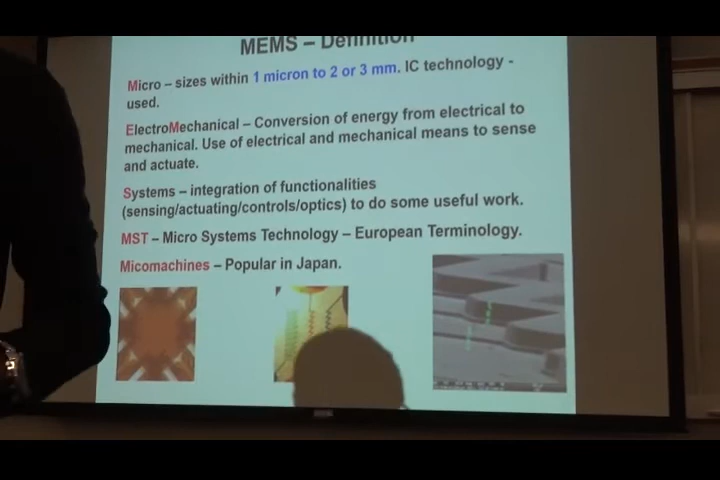 MEMS – Definition
Micro – sizes within 1 micron to 2 or 3 mm. IC technology -
used.
ElectroMechanical – Conversion of energy from electrical to
mechanical. Use of electrical and mechanical means to sense
and actuate.
Systems – integration of functionalities
(sensing/actuating/controls/optics) to do some useful work.
MST – Micro Systems Technology – European Terminology.
Micomachines – Popular in Japan.